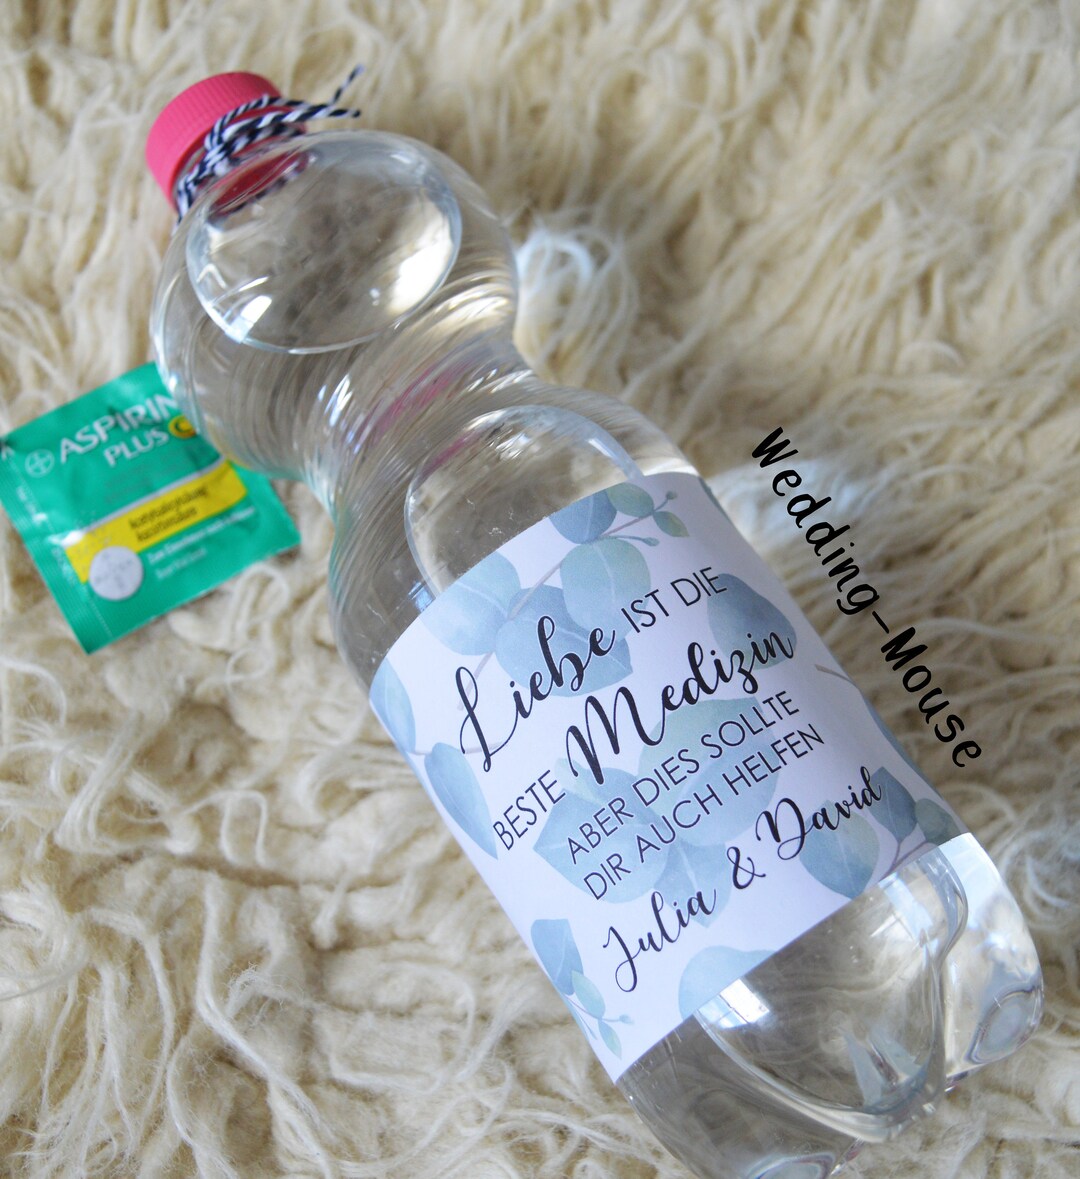 ASPIRIN
PLUS C
Liebe IST DIE
BESTE Medizin
ABER DIES SOLLTE
DIR AUCH HELFEN
Julia & David
Wedding-Mouse